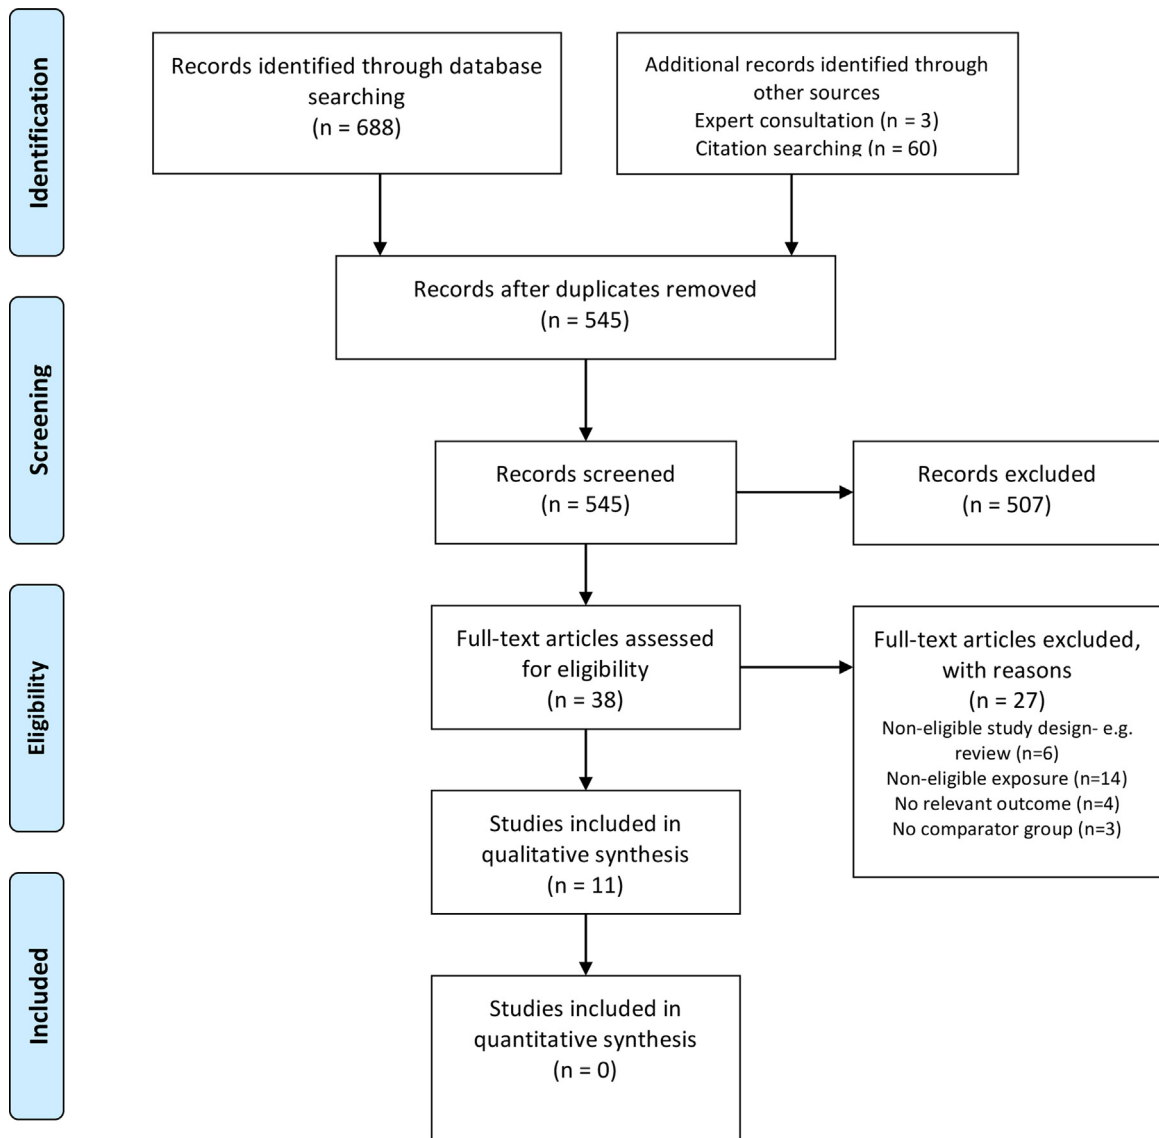 Identification
Records identified through database
searching
(n = 688)
Additional records identified through
other sources
Expert consultation (n = 3)
Citation searching (n = 60)
Records after duplicates removed
(n = 545)
Screening
Records screened
(n = 545)
Records excluded
(n = 507)
Eligibility
Full-text articles assessed
for eligibility
(n = 38)
Full-text articles excluded,
with reasons
(n = 27)
Non-eligible study design- e.g.
review (n=6)
Non-eligible exposure (n=14)
No relevant outcome (n=4)
No comparator group (n=3)
Studies included in
qualitative synthesis
(n = 11)
Included
Studies included in
quantitative synthesis
(n = 0)